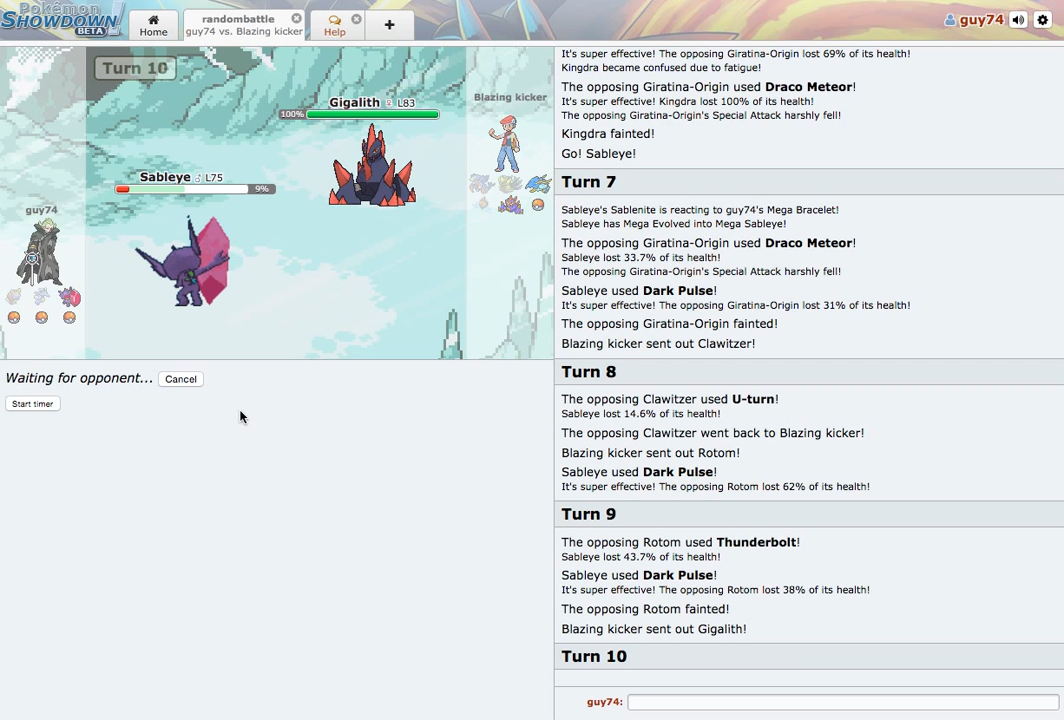 Pokémon
SHOWDOWN!
BETA
Home
randombattle
guy74 vs. Blazing kicker
Help
guy74
Turn 10
Gigalith ♀ L83
100%
Blazing kicker
Sableye ♂ L75
9%
guy74
Waiting for opponent... Cancel
Start timer
It's super effective! The opposing Giratina-Origin lost 69% of its health!
Kingdra became confused due to fatigue!
The opposing Giratina-Origin used Draco Meteor!
It's super effective! Kingdra lost 100% of its health!
The opposing Giratina-Origin's Special Attack harshly fell!
Kingdra fainted!
Go! Sableye!
Turn 7
Sableye's Sablenite is reacting to guy74's Mega Bracelet!
Sableye has Mega Evolved into Mega Sableye!
The opposing Giratina-Origin used Draco Meteor!
Sableye lost 33.7% of its health!
The opposing Giratina-Origin's Special Attack harshly fell!
Sableye used Dark Pulse!
It's super effective! The opposing Giratina-Origin lost 31% of its health!
The opposing Giratina-Origin fainted!
Blazing kicker sent out Clawitzer!
Turn 8
The opposing Clawitzer used U-turn!
Sableye lost 14.6% of its health!
The opposing Clawitzer went back to Blazing kicker!
Blazing kicker sent out Rotom!
Sableye used Dark Pulse!
It's super effective! The opposing Rotom lost 62% of its health!
Turn 9
The opposing Rotom used Thunderbolt!
Sableye lost 43.7% of its health!
Sableye used Dark Pulse!
It's super effective! The opposing Rotom lost 38% of its health!
The opposing Rotom fainted!
Blazing kicker sent out Gigalith!
Turn 10
guy74: